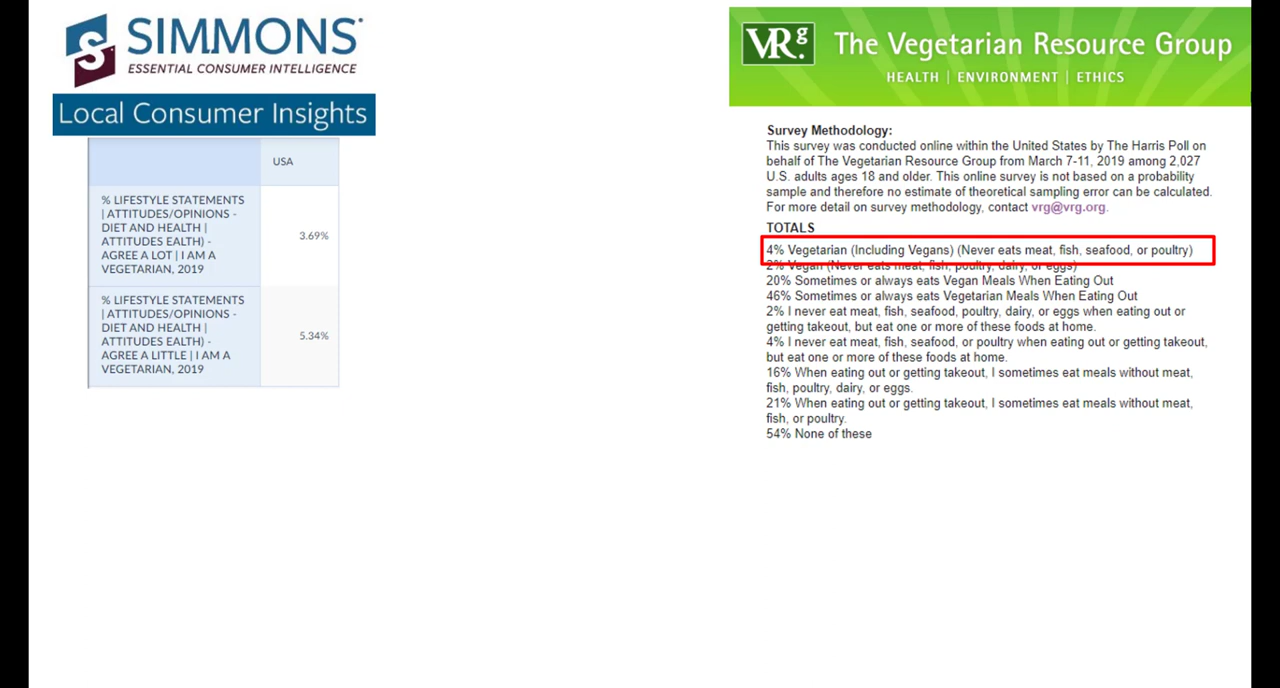 SIMMONS
ESSENTIAL CONSUMER INTELLIGENCE
Local Consumer Insights
USA
% LIFESTYLE STATEMENTS
| ATTITUDES/OPINIONS -
DIET AND HEALTH |
ATTITUDES EALTH) -
AGREE A LOT | I AM A
VEGETARIAN, 2019
3.69%
% LIFESTYLE STATEMENTS
| ATTITUDES/OPINIONS -
DIET AND HEALTH |
ATTITUDES EALTH) -
AGREE A LITTLE | I AM A
VEGETARIAN, 2019
5.34%
VRg.
The Vegetarian Resource Group
HEALTH | ENVIRONMENT | ETHICS
Survey Methodology:
This survey was conducted online within the United States by The Harris Poll on
behalf of The Vegetarian Resource Group from March 7-11, 2019 among 2,027
U.S. adults ages 18 and older. This online survey is not based on a probability
sample and therefore no estimate of theoretical sampling error can be calculated.
For more detail on survey methodology, contact vrg@vrg.org.
TOTALS
4% Vegetarian (Including Vegans) (Never eats meat, fish, seafood, or poultry)
2% Vegan (Never eats meat, fish, poultry, dairy, or eggs)
20% Sometimes or always eats Vegan Meals When Eating Out
46% Sometimes or always eats Vegetarian Meals When Eating Out
2% I never eat meat, fish, seafood, poultry, dairy, or eggs when eating out or
getting takeout, but eat one or more of these foods at home.
4% I never eat meat, fish, seafood, or poultry when eating out or getting takeout,
but eat one or more of these foods at home.
16% When eating out or getting takeout, I sometimes eat meals without meat,
fish, poultry, dairy, or eggs.
21% When eating out or getting takeout, I sometimes eat meals without meat,
fish, or poultry.
54% None of these